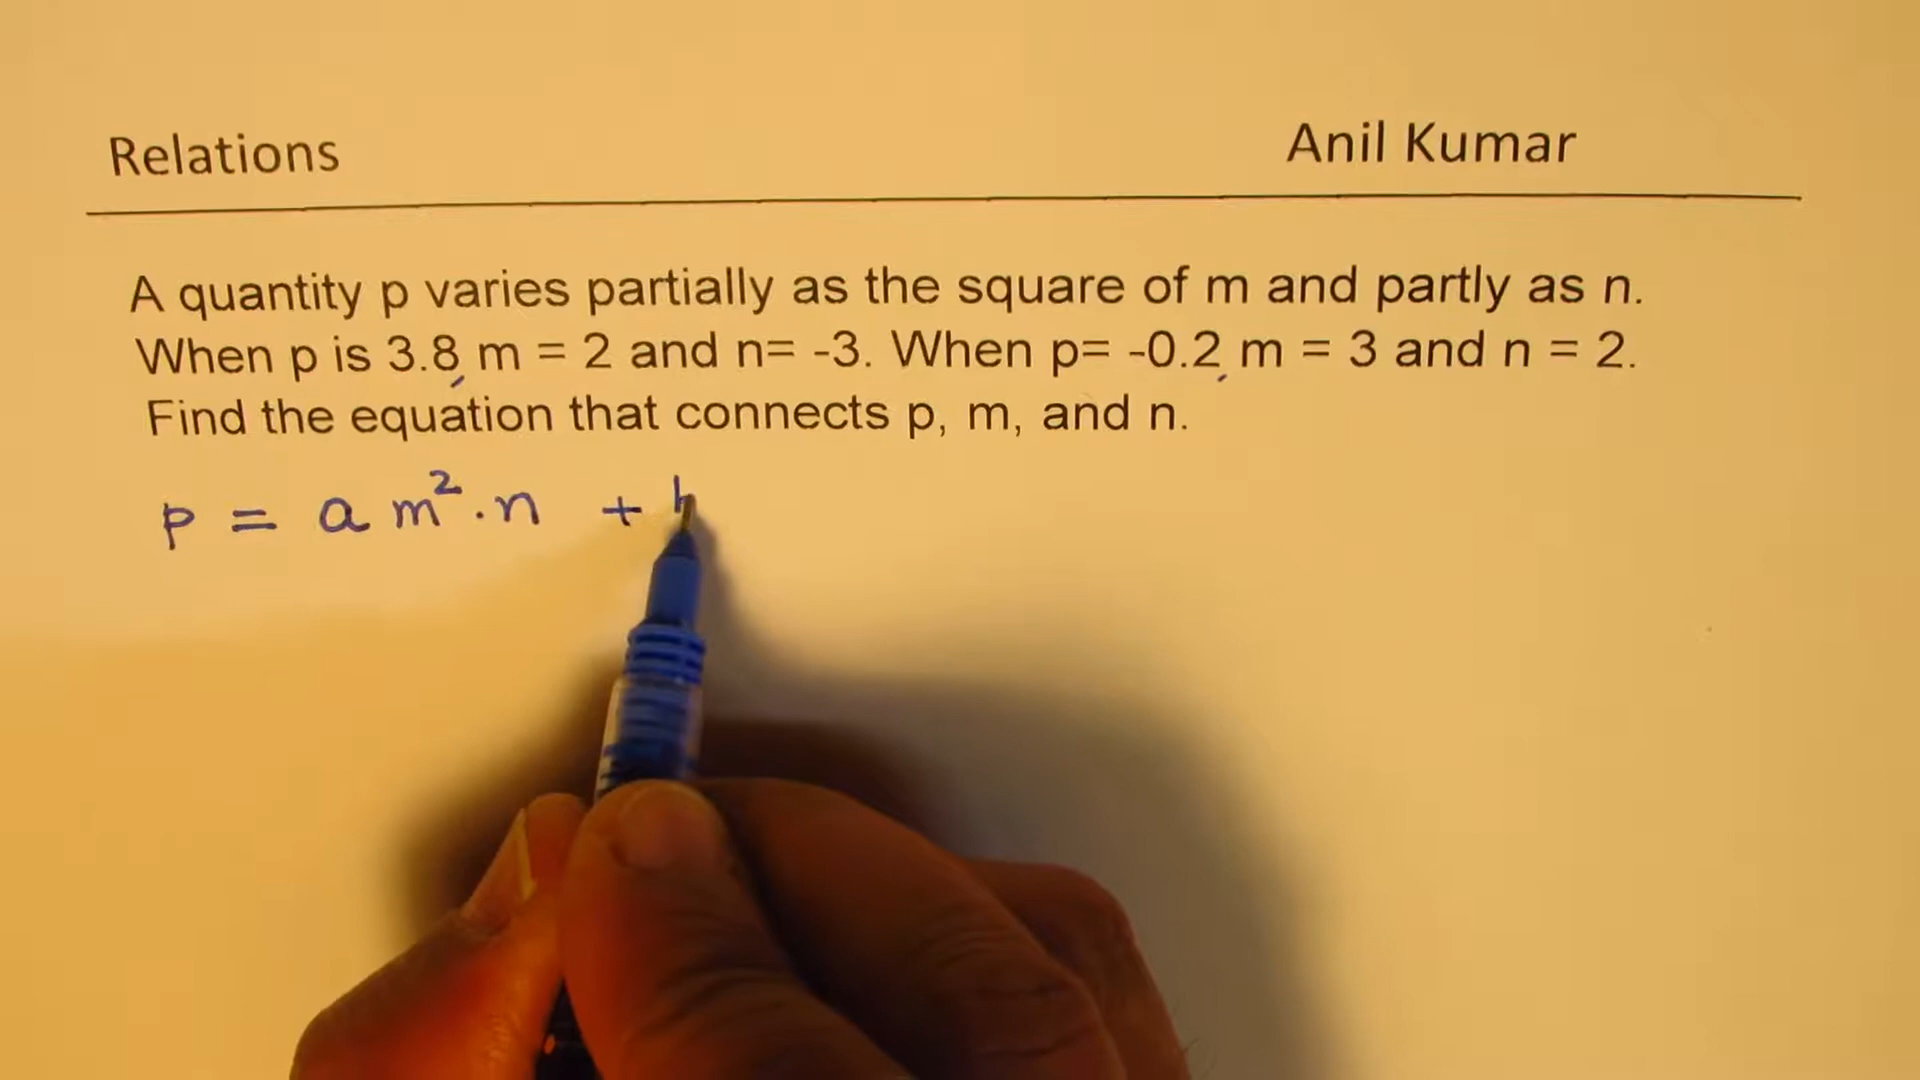 Relations Anil Kumar
A quantity p varies partially as the square of m and partly as n.
When p is 3.8, m = 2 and n= -3. When p= -0.2, m = 3 and n = 2.
Find the equation that connects p, m, and n.
p = a m² · n +